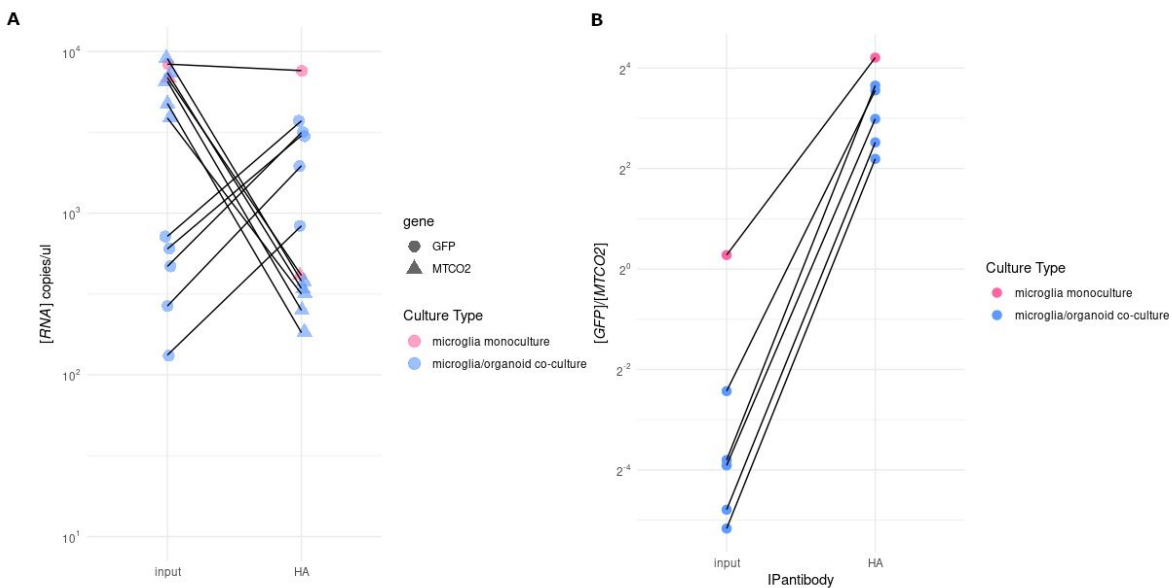 A
[RNA] copies/ul
10^4
10^3
10^2
10^1
input
HA
gene
GFP
MTCO2
Culture Type
microglia monoculture
microglia/organoid co-culture
B
[GFP]/[MTCO2]
2^4
2^2
2^0
2^-2
2^-4
input
HA
IPantibody
Culture Type
microglia monoculture
microglia/organoid co-culture